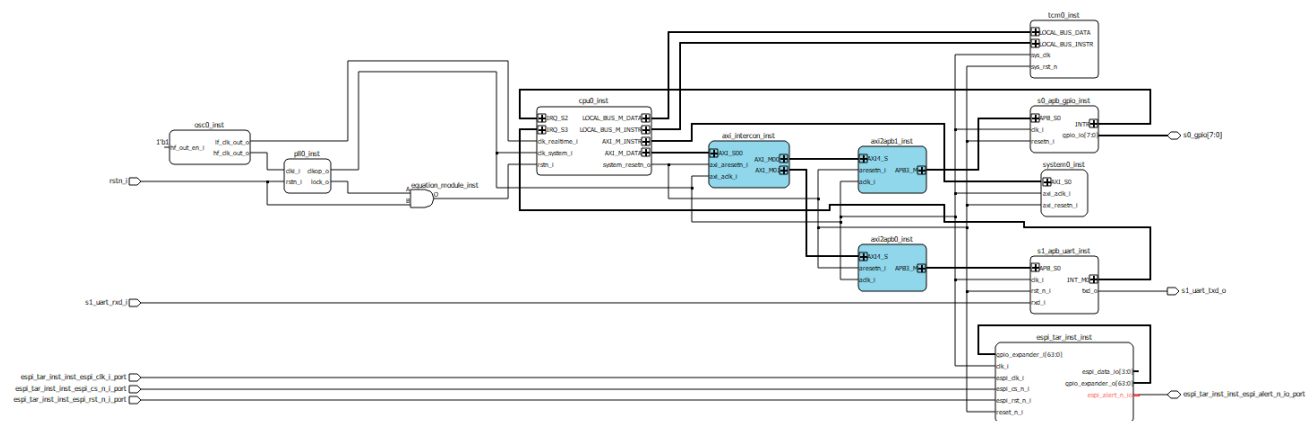 tcm0_inst
LOCAL_BUS_DATA
LOCAL_BUS_INSTR
sys_clk
sys_rst_n
cpu0_inst
IRQ_S2
LOCAL_BUS_M_DATA
IRQ_S3
LOCAL_BUS_M_INSTR
clk_realtime_i
AXI_M_INSTR
clk_system_i
AXI_M_DATA
rstn_i
system_resetn_o
s0_apb_gpio_inst
APB_S0
INTR
clk_i
gpio_io[7:0]
resetn_i
s0_gpio[7:0]
osc0_inst
1'b1
hf_out_en_i
lf_clk_out_o
hf_clk_out_o
pll0_inst
clki_i
clkop_o
rstn_i
lock_o
rstn_i
equation_module_inst
A
B
O
axi_intercon_inst
AXI_S00
AXI_M00
axi_aresetn_i
AXI_M01
axi_aclk_i
axi2apb1_inst
AXI4_S
aresetn_i
APB3_M
aclk_i
system0_inst
AXI_S0
axi_aclk_i
axi_resetn_i
axi2apb0_inst
AXI4_S
aresetn_i
APB3_M
aclk_i
s1_apb_uart_inst
APB_S0
clk_i
INT_M0
rst_n_i
txd_o
rxd_i
s1_uart_txd_o
s1_uart_rxd_i
espi_tar_inst_inst
gpio_expander_i[63:0]
clk_i
espi_data_io[3:0]
espi_clk_i
gpio_expander_o[63:0]
espi_cs_n_i
espi_alert_n_io
espi_rst_n_i
reset_n_i
espi_tar_inst_inst_espi_clk_i_port
espi_tar_inst_inst_espi_cs_n_i_port
espi_tar_inst_inst_espi_rst_n_i_port
espi_tar_inst_inst_espi_alert_n_io_port